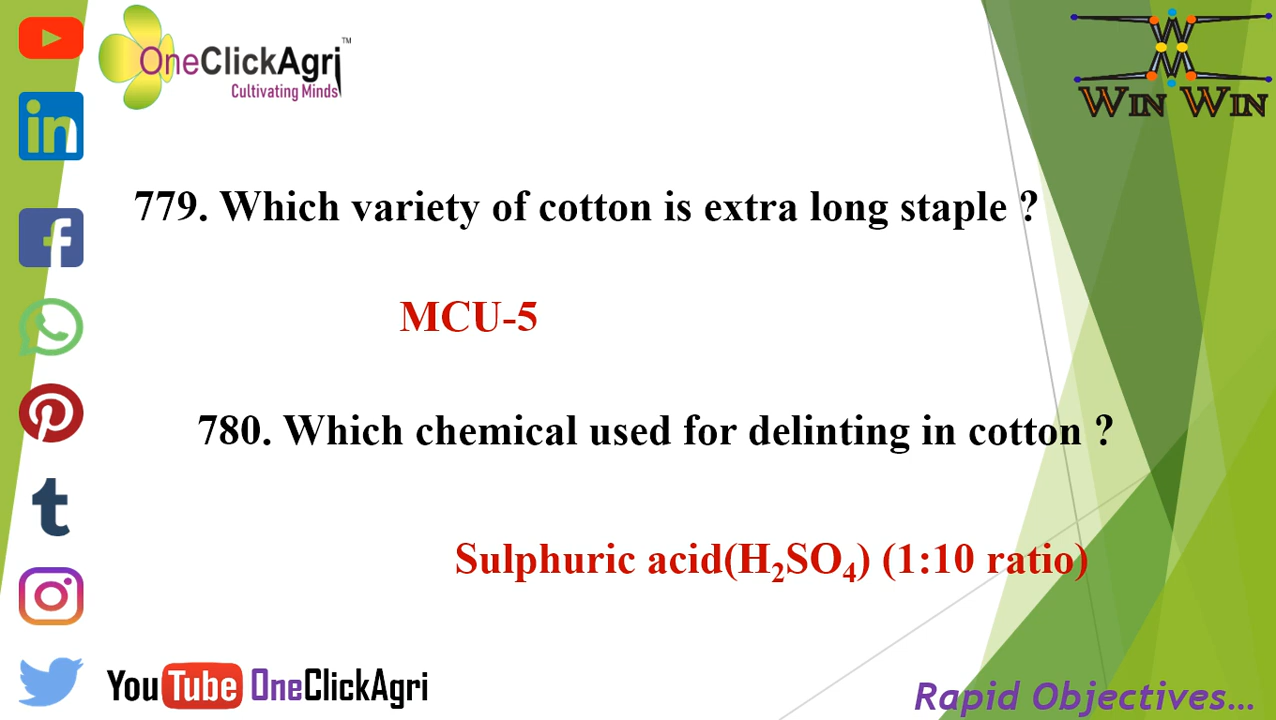 OneClickAgri™
Cultivating Minds
WIN WIN
779. Which variety of cotton is extra long staple ?
MCU-5
780. Which chemical used for delinting in cotton ?
Sulphuric acid(H₂SO₄) (1:10 ratio)
YouTube OneClickAgri
Rapid Objectives...